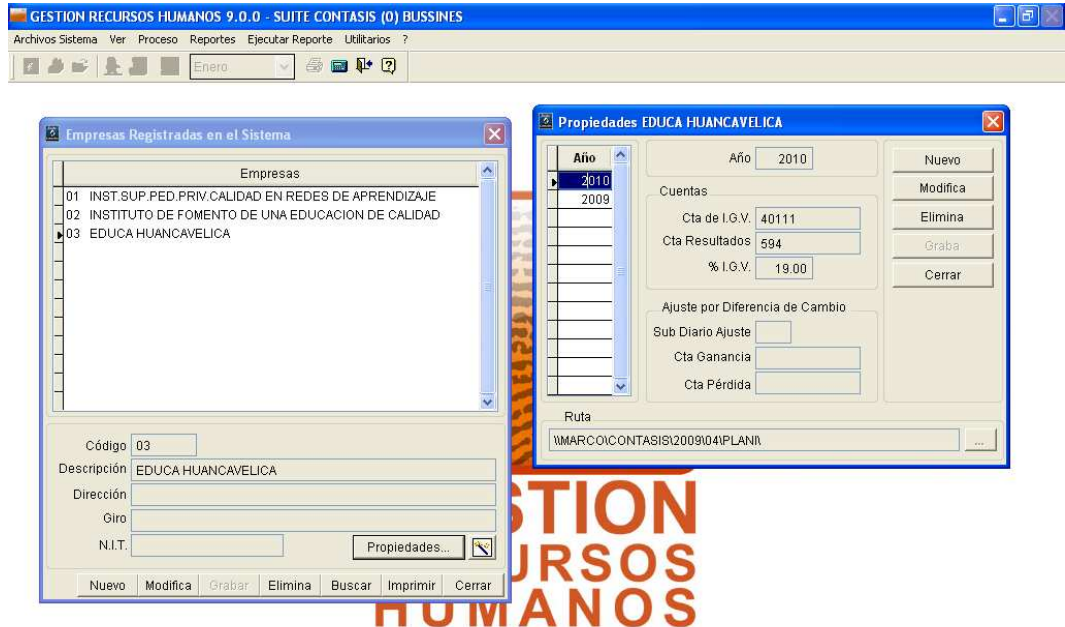 GESTION RECURSOS HUMANOS 9.0.0 - SUITE CONTASIS (0) BUSSINES
Archivos Sistema Ver Proceso Reportes Ejecutar Reporte Utilitarios ?
Enero
Empresas Registradas en el Sistema
Empresas
01 INST.SUP.PED.PRIV.CALIDAD EN REDES DE APRENDIZAJE
02 INSTITUTO DE FOMENTO DE UNA EDUCACION DE CALIDAD
03 EDUCA HUANCAVELICA
Código 03
Descripción EDUCA HUANCAVELICA
Dirección
Giro
N.I.T.
Propiedades...
Nuevo Modifica Grabar Elimina Buscar Imprimir Cerrar
Propiedades EDUCA HUANCAVELICA
Año
2010
2009
Año 2010
Cuentas
Cta de I.G.V. 40111
Cta Resultados 594
% I.G.V. 19.00
Ajuste por Diferencia de Cambio
Sub Diario Ajuste
Cta Ganancia
Cta Pérdida
Nuevo
Modifica
Elimina
Graba
Cerrar
Ruta
\\MARCO\CONTASIS\2009\04\PLANI\
...
STION
URSOS
HUMANOS